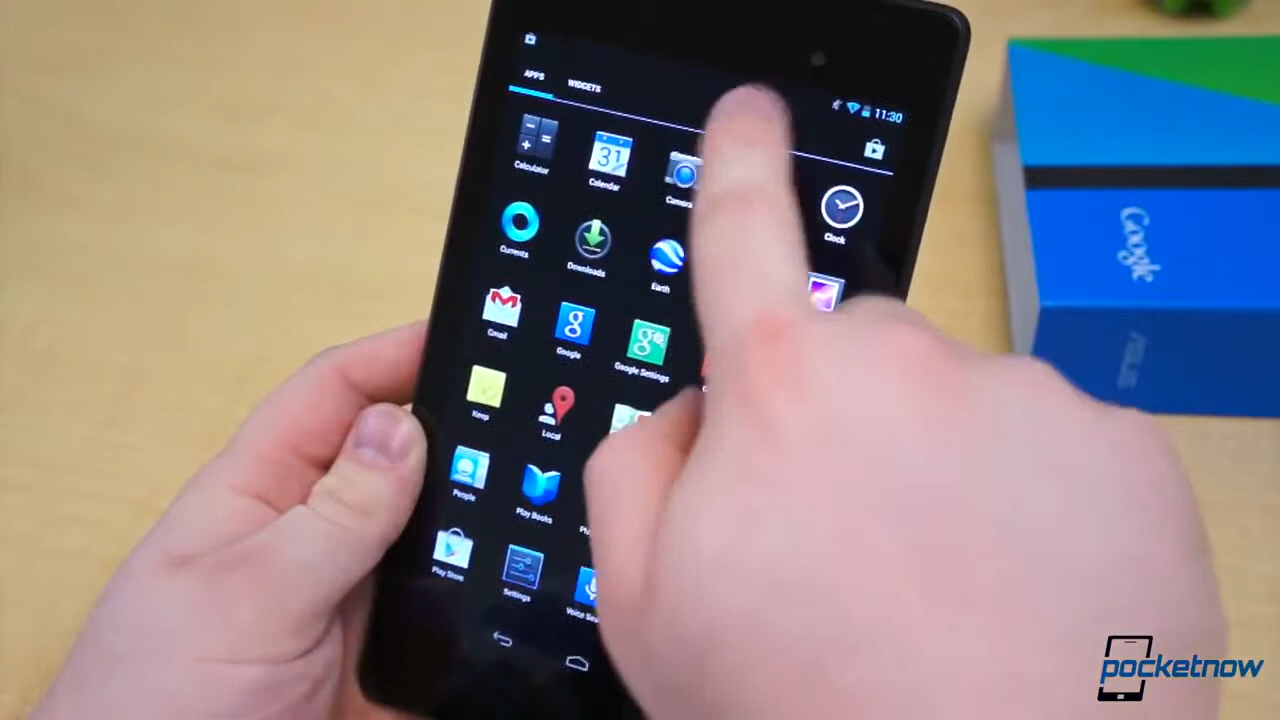 APPS WIDGETS
11:30
31
Calculator Calendar Camera Clock
Currents Downloads Earth
g g
Gmail Google Google Settings
Keep Local
People Play Books
Play Store Settings
Google
ASUS
pocketnow